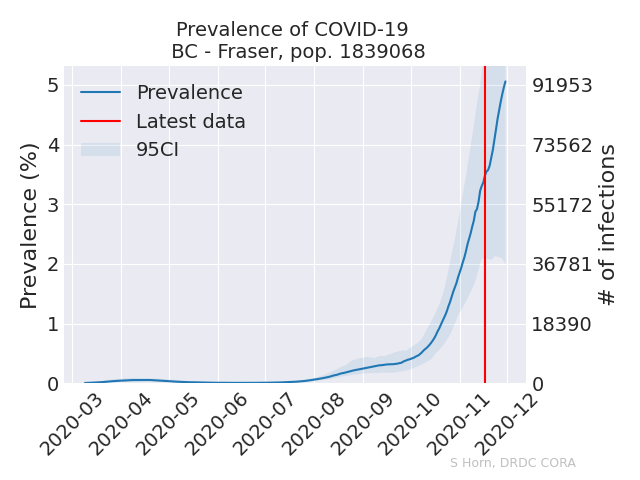 Prevalence of COVID-19
BC - Fraser, pop. 1839068
Prevalence
Latest data
95CI
Prevalence (%)
5
4
3
2
1
0
91953
73562
55172
36781
18390
0
# of infections
2020-03
2020-04
2020-05
2020-06
2020-07
2020-08
2020-09
2020-10
2020-11
2020-12
S Horn, DRDC CORA